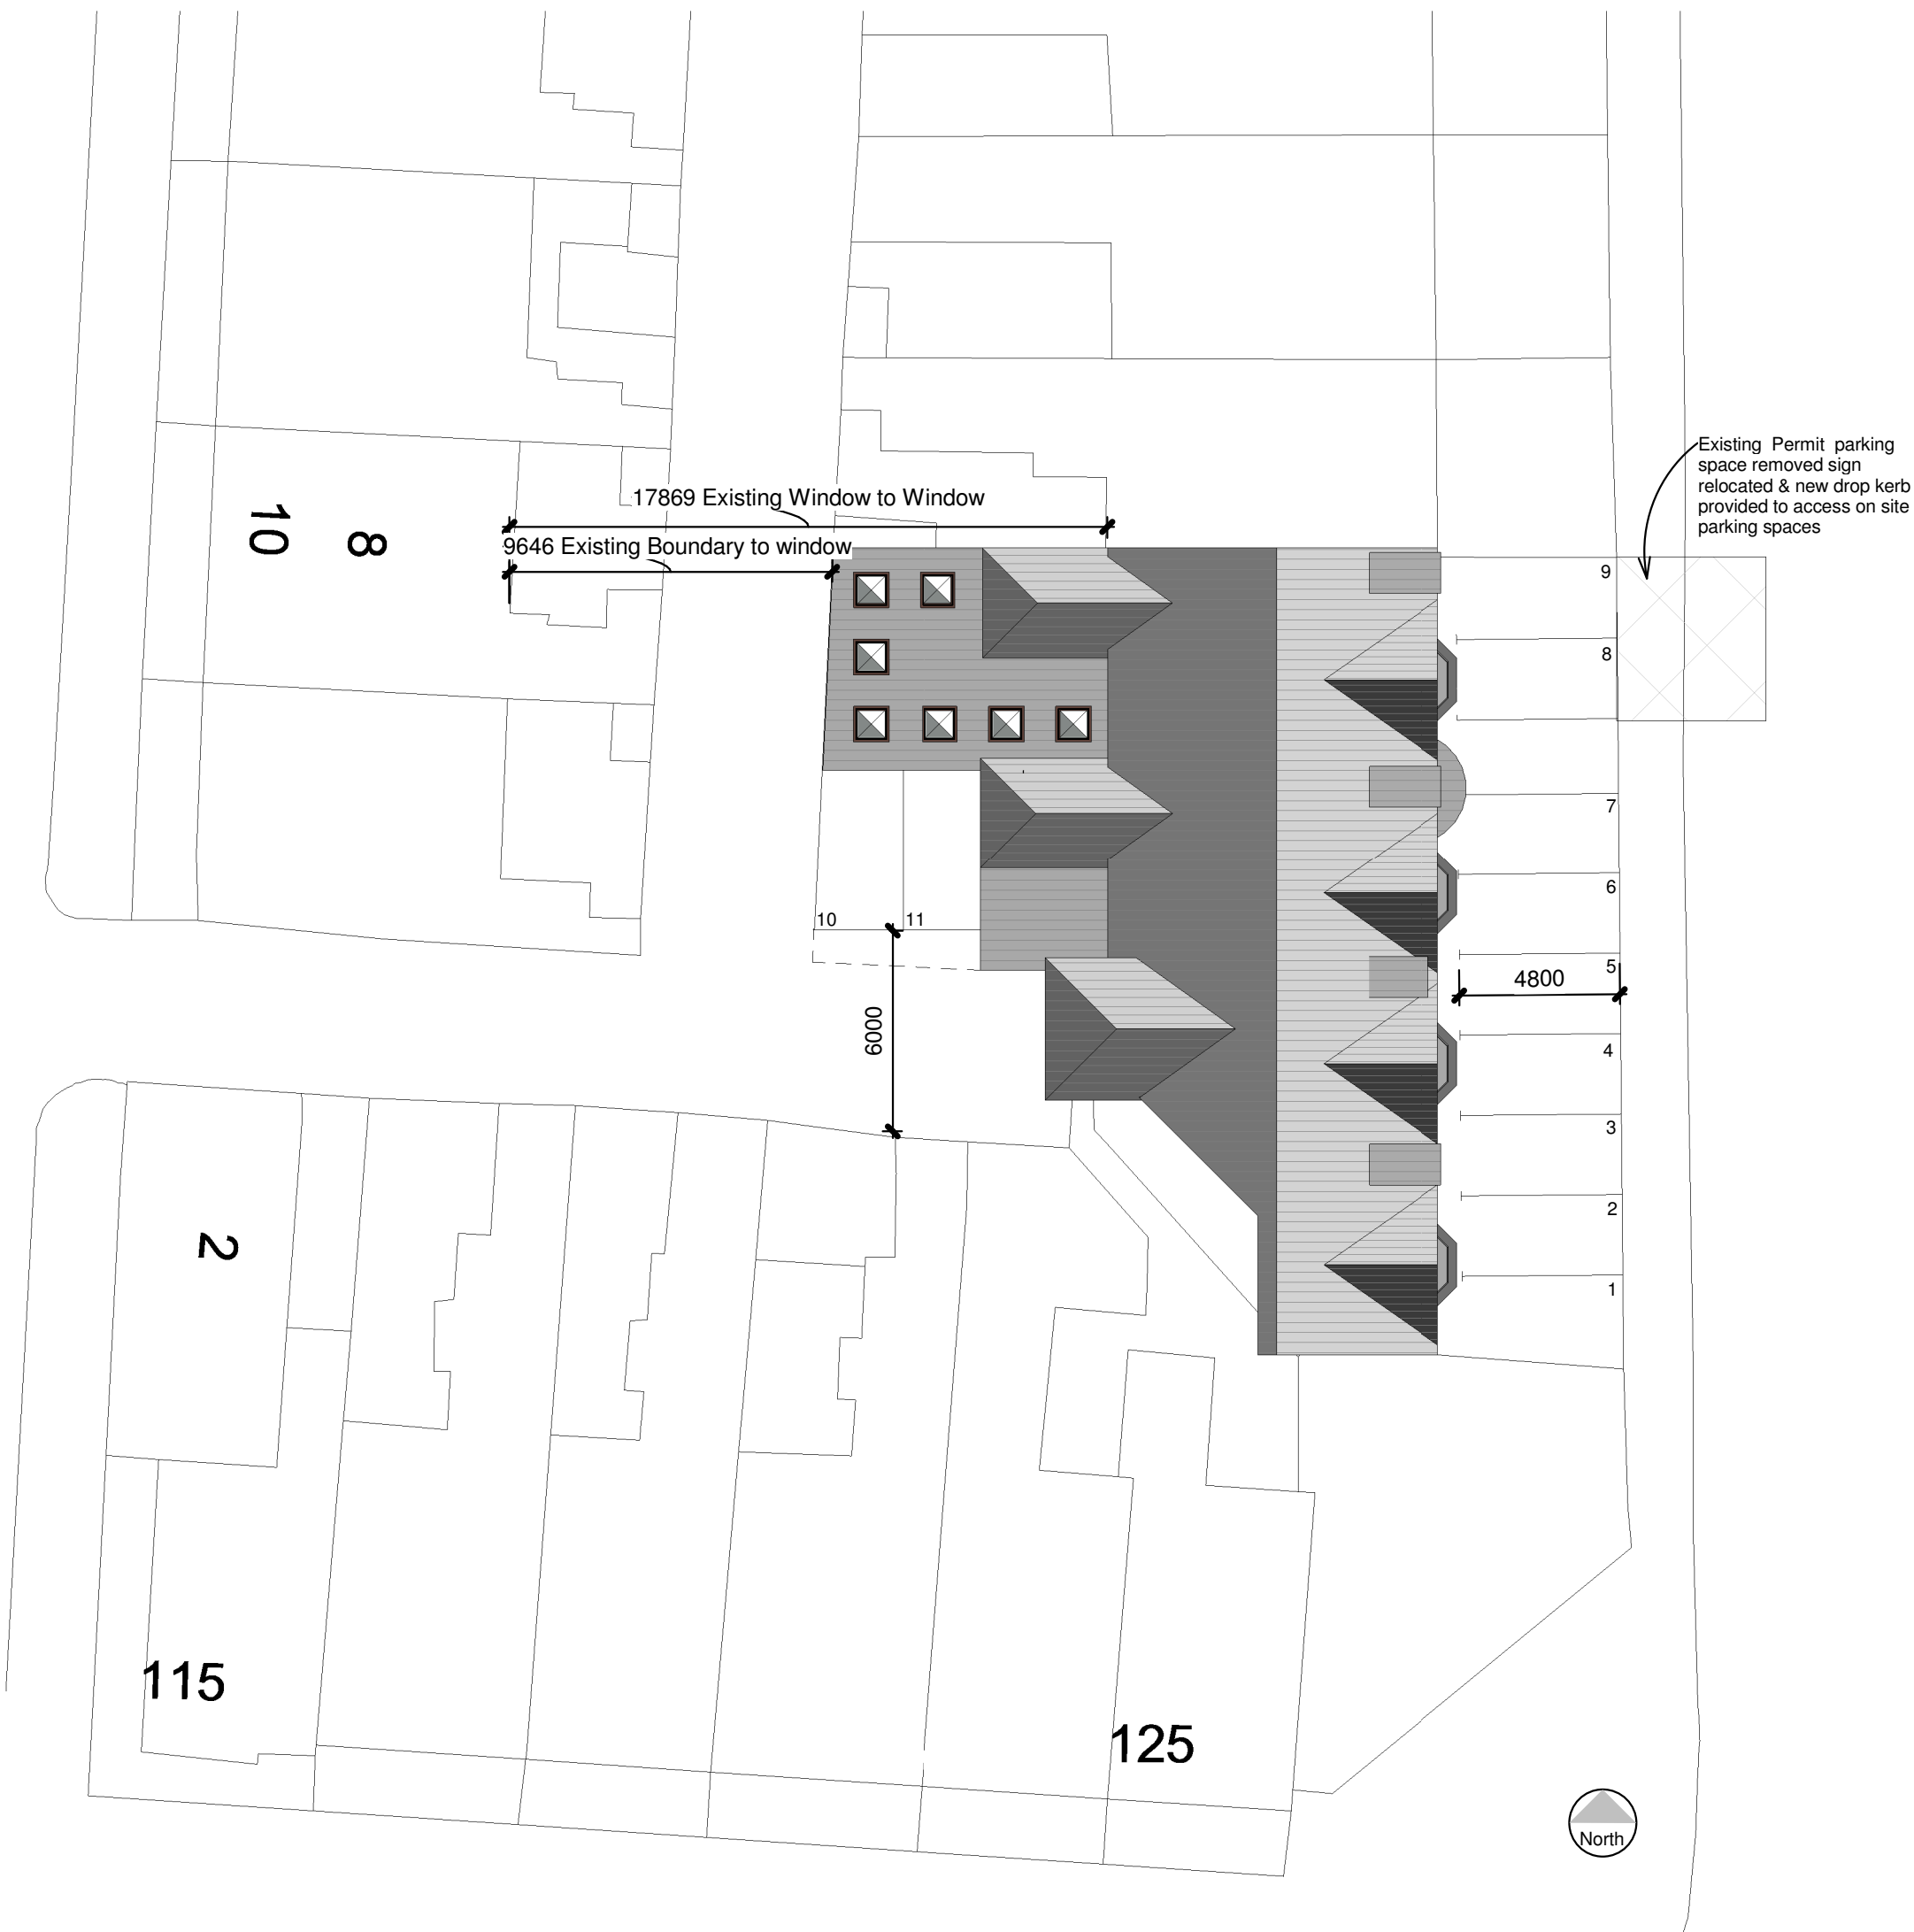 Existing Permit parking
space removed sign
relocated & new drop kerb
provided to access on site
parking spaces
17869 Existing Window to Window
9646 Existing Boundary to window
10
8
9
8
7
6
5
4
3
2
1
4800
10
11
6000
2
115
125
North